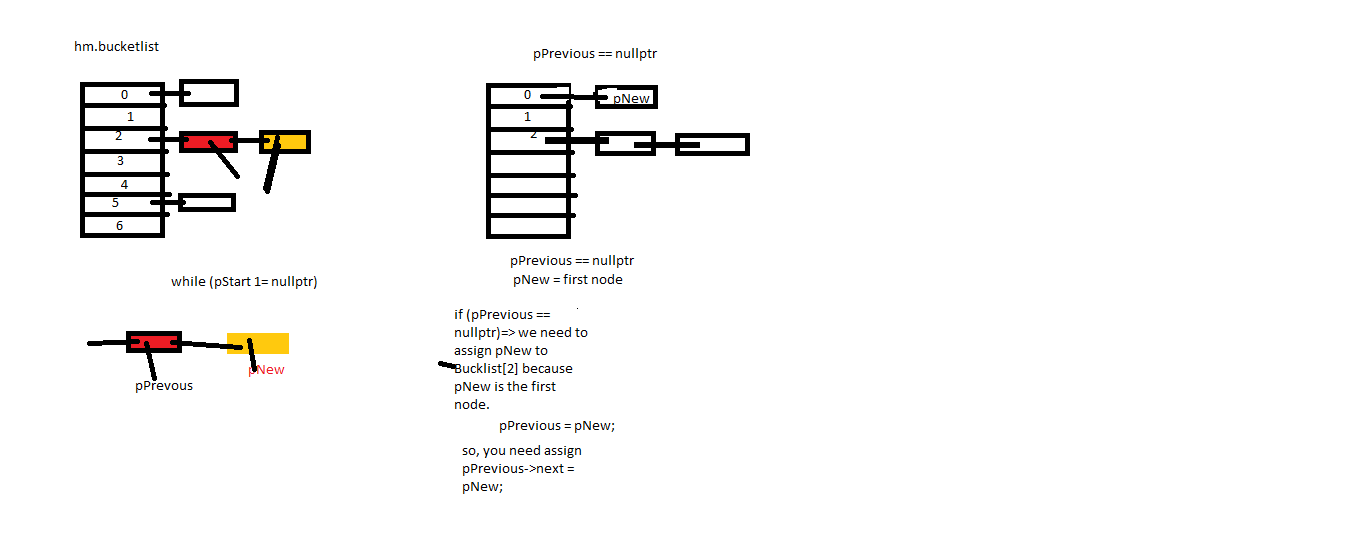 hm.bucketlist
0
1
2
3
4
5
6
while (pStart 1= nullptr)
pPrevous
pNew
pPrevious == nullptr
0
pNew
1
2
pPrevious == nullptr
pNew = first node
if (pPrevious ==
nullptr)=> we need to
assign pNew to
Bucklist[2] because
pNew is the first
node.
pPrevious = pNew;
so, you need assign
pPrevious->next =
pNew;